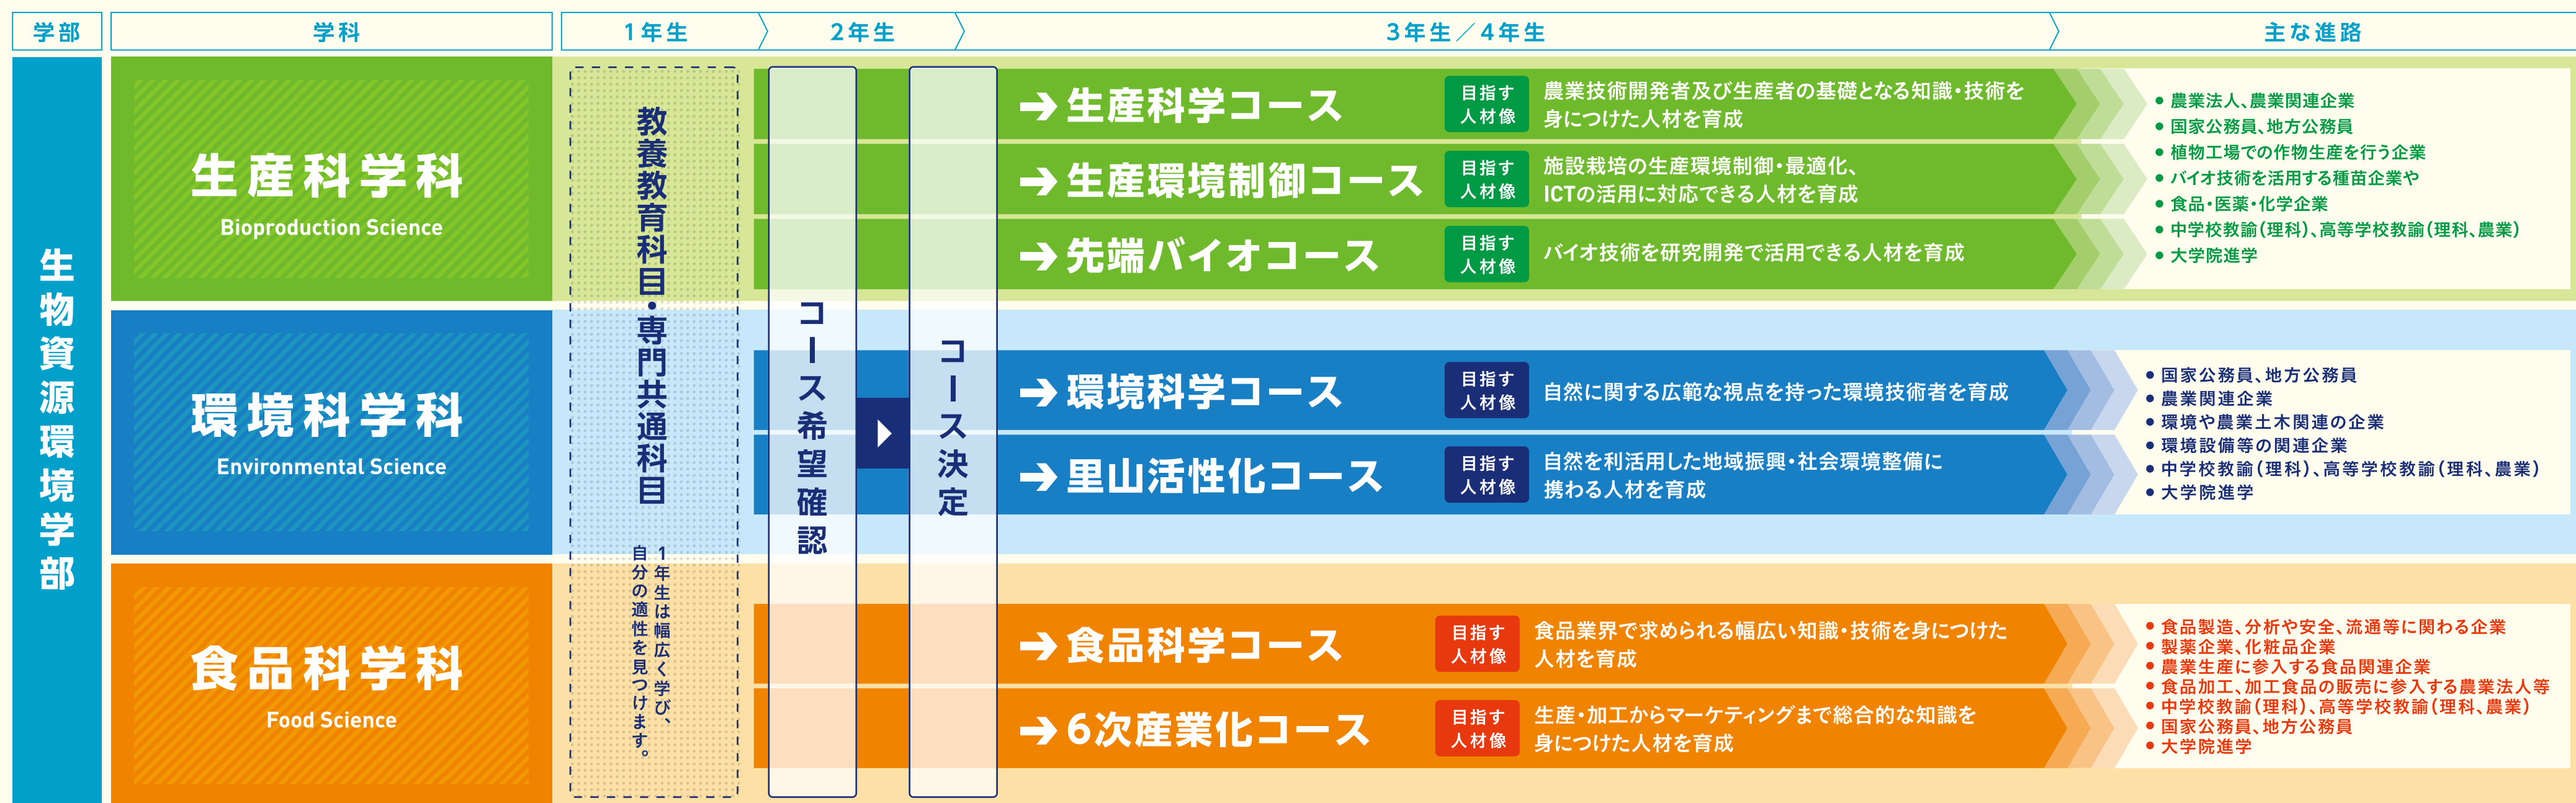 学部
学科
1年生
2年生
3年生／4年生
主な進路
生物資源環境学部
生産科学科
Bioproduction Science
環境科学科
Environmental Science
食品科学科
Food Science
教養教育科目・専門共通科目
1年生は幅広く学び、
自分の適性を見つけます。
コース希望確認
コース決定
生産科学コース
目指す
人材像
農業技術開発者及び生産者の基礎となる知識・技術を
身につけた人材を育成
生産環境制御コース
目指す
人材像
施設栽培の生産環境制御・最適化、
ICTの活用に対応できる人材を育成
先端バイオコース
目指す
人材像
バイオ技術を研究開発で活用できる人材を育成
● 農業法人、農業関連企業
● 国家公務員、地方公務員
● 植物工場での作物生産を行う企業
● バイオ技術を活用する種苗企業や
● 食品・医薬・化学企業
● 中学校教諭（理科）、高等学校教諭（理科、農業）
● 大学院進学
環境科学コース
目指す
人材像
自然に関する広範な視点を持った環境技術者を育成
里山活性化コース
目指す
人材像
自然を利活用した地域振興・社会環境整備に
携わる人材を育成
● 国家公務員、地方公務員
● 農業関連企業
● 環境や農業土木関連の企業
● 環境設備等の関連企業
● 中学校教諭（理科）、高等学校教諭（理科、農業）
● 大学院進学
食品科学コース
目指す
人材像
食品業界で求められる幅広い知識・技術を身につけた
人材を育成
6次産業化コース
目指す
人材像
生産・加工からマーケティングまで総合的な知識を
身につけた人材を育成
● 食品製造、分析や安全、流通等に関わる企業
● 製薬企業、化粧品企業
● 農業生産に参入する食品関連企業
● 食品加工、加工食品の販売に参入する農業法人等
● 中学校教諭（理科）、高等学校教諭（理科、農業）
● 国家公務員、地方公務員
● 大学院進学